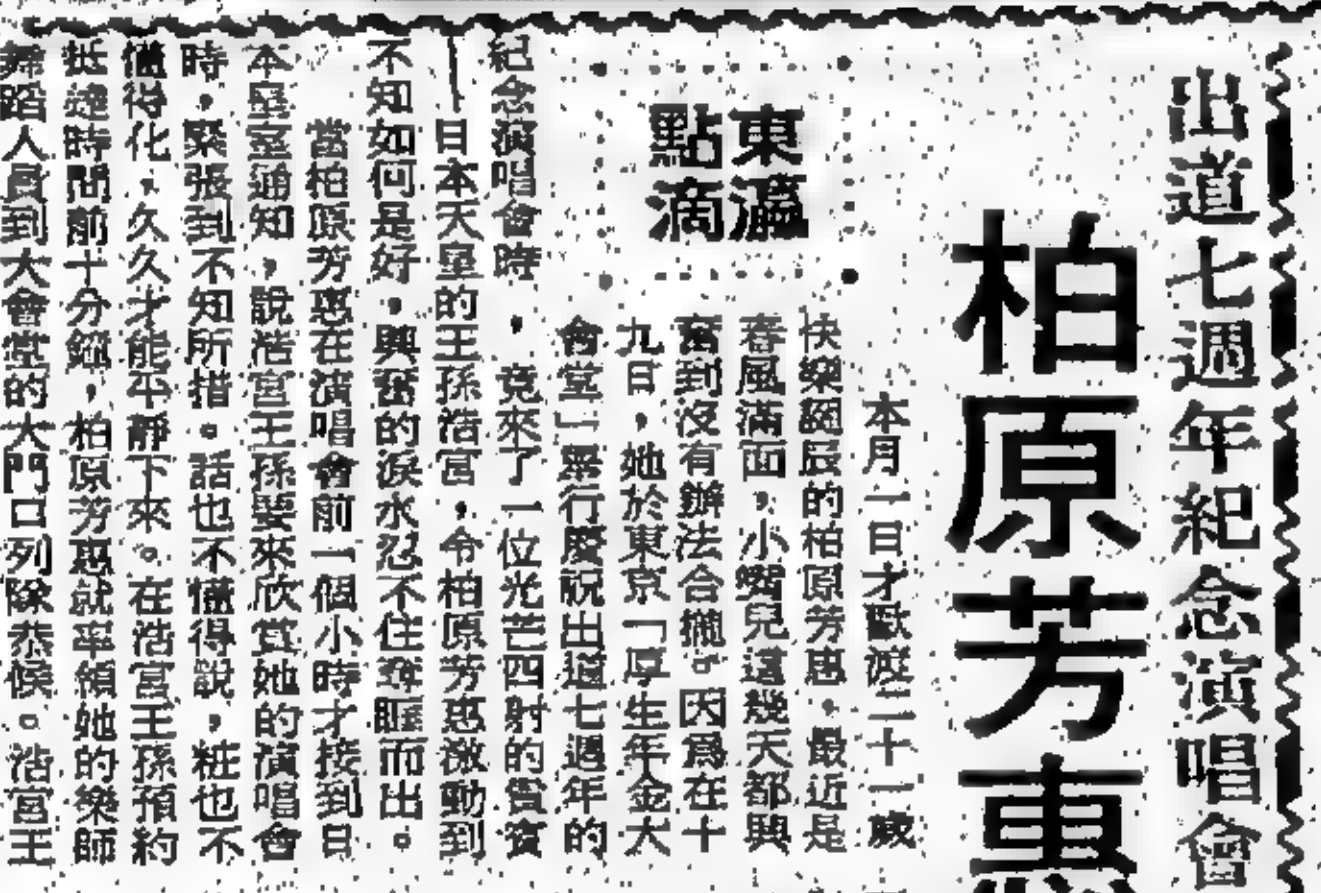 出道七週年紀念演唱會
柏原芳惠
東瀛
點滴
本月一日才歡渡二十一歲
快樂誕辰的柏原芳惠,最近是
春風滿面,小嘴兒這幾天都興
奮到沒有辦法合攏。因爲在十
九日,她於東京「厚生年金大
會堂」舉行慶祝出道七週年的
紀念演唱會時,竟來了一位光芒四射的貴賓
—日本天皇的王孫浩宮,令柏原芳惠激動到
不知如何是好,興奮的淚水忍不住奪眶而出。
當柏原芳惠在演唱會前一個小時才接到日
本皇室通知,說浩宮王孫要來欣賞她的演唱會
時,緊張到不知所措。話也不懂得說,粧也不
懂得化,久久才能平靜下來。在浩宮王孫預約
抵達時間前十分鐘,柏原芳惠就率領她的樂師
舞蹈人員到大會堂的大門口列隊恭候。浩宮王